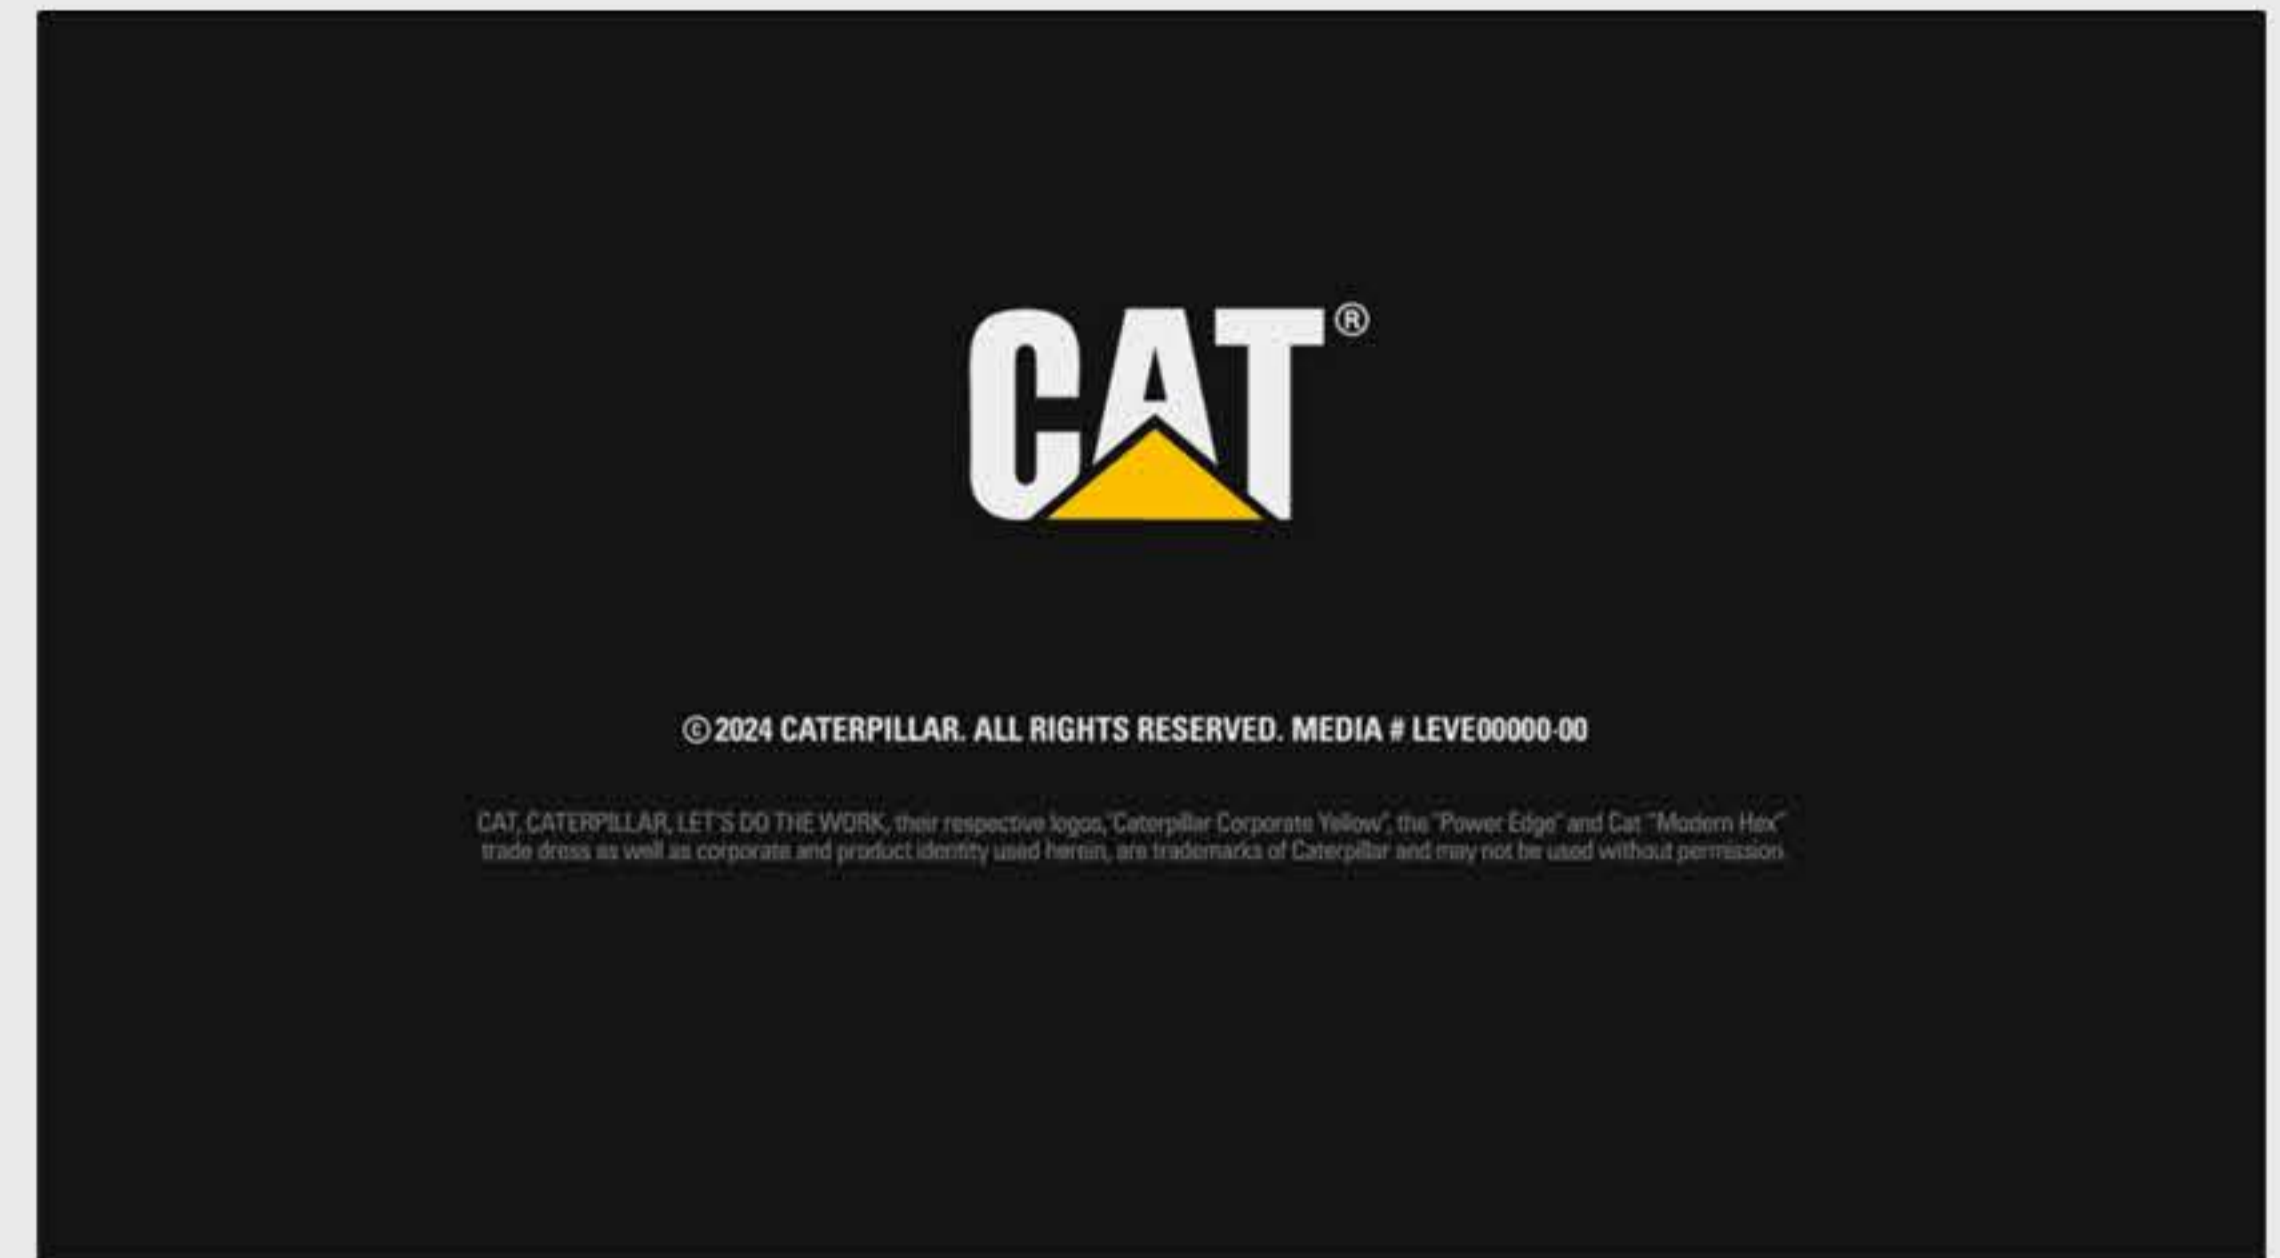 CAT®
© 2024 CATERPILLAR. ALL RIGHTS RESERVED. MEDIA # LEVE00000-00
CAT, CATERPILLAR, LET'S DO THE WORK, their respective logos, "Caterpillar Corporate Yellow", the "Power Edge" and Cat "Modern Hex"
trade dress as well as corporate and product identity used herein, are trademarks of Caterpillar and may not be used without permission.